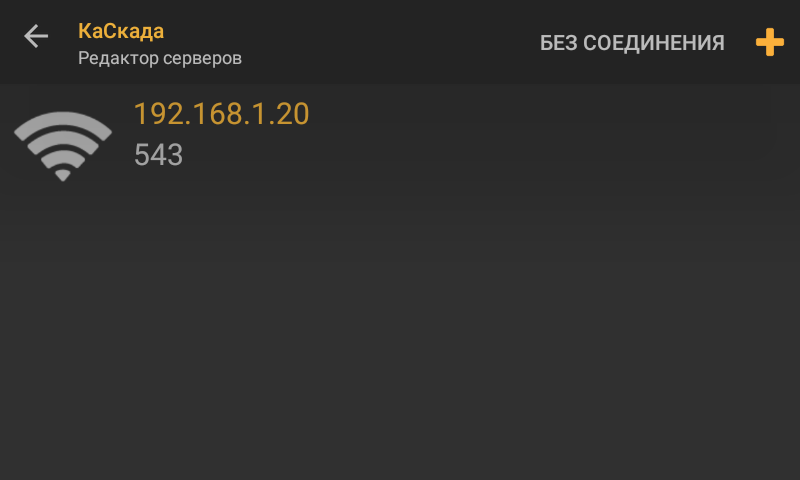 КаСкада
Редактор серверов
БЕЗ СОЕДИНЕНИЯ
192.168.1.20
543